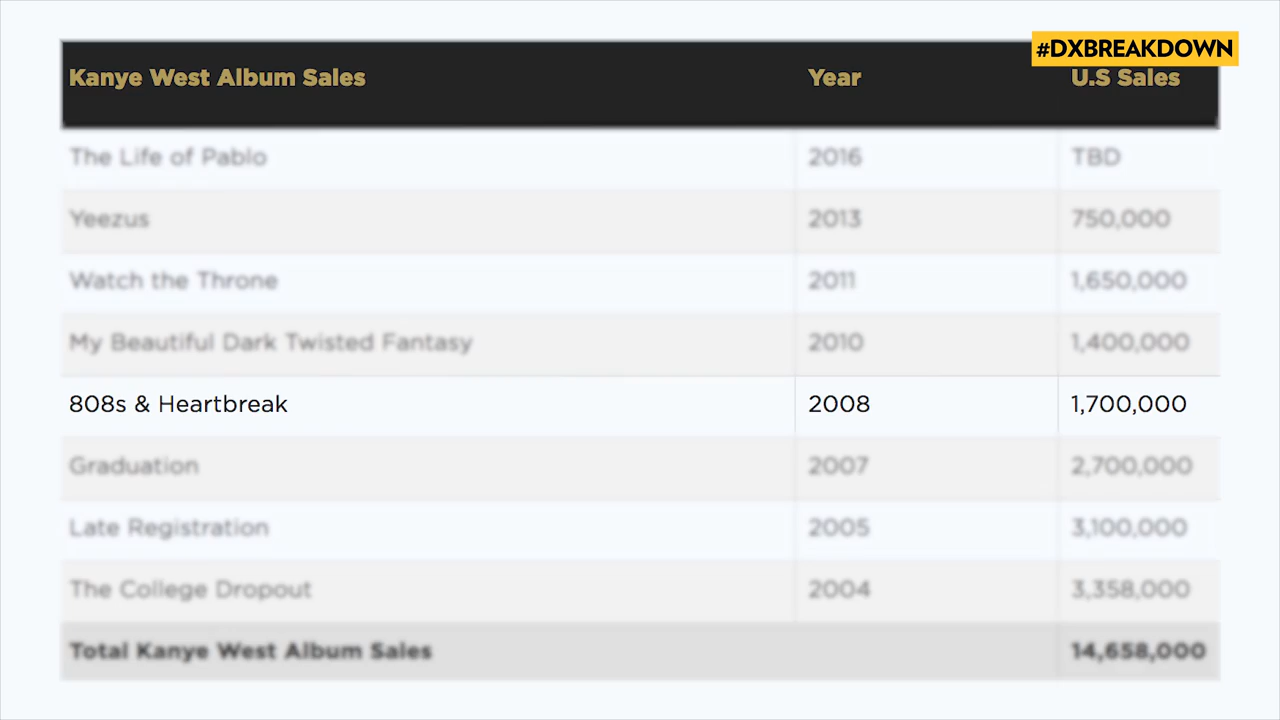 #DXBREAKDOWN
Kanye West Album Sales Year U.S Sales
The Life of Pablo 2016 TBD
Yeezus 2013 750,000
Watch the Throne 2011 1,650,000
My Beautiful Dark Twisted Fantasy 2010 1,400,000
808s & Heartbreak 2008 1,700,000
Graduation 2007 2,700,000
Late Registration 2005 3,100,000
The College Dropout 2004 3,358,000
Total Kanye West Album Sales 14,658,000